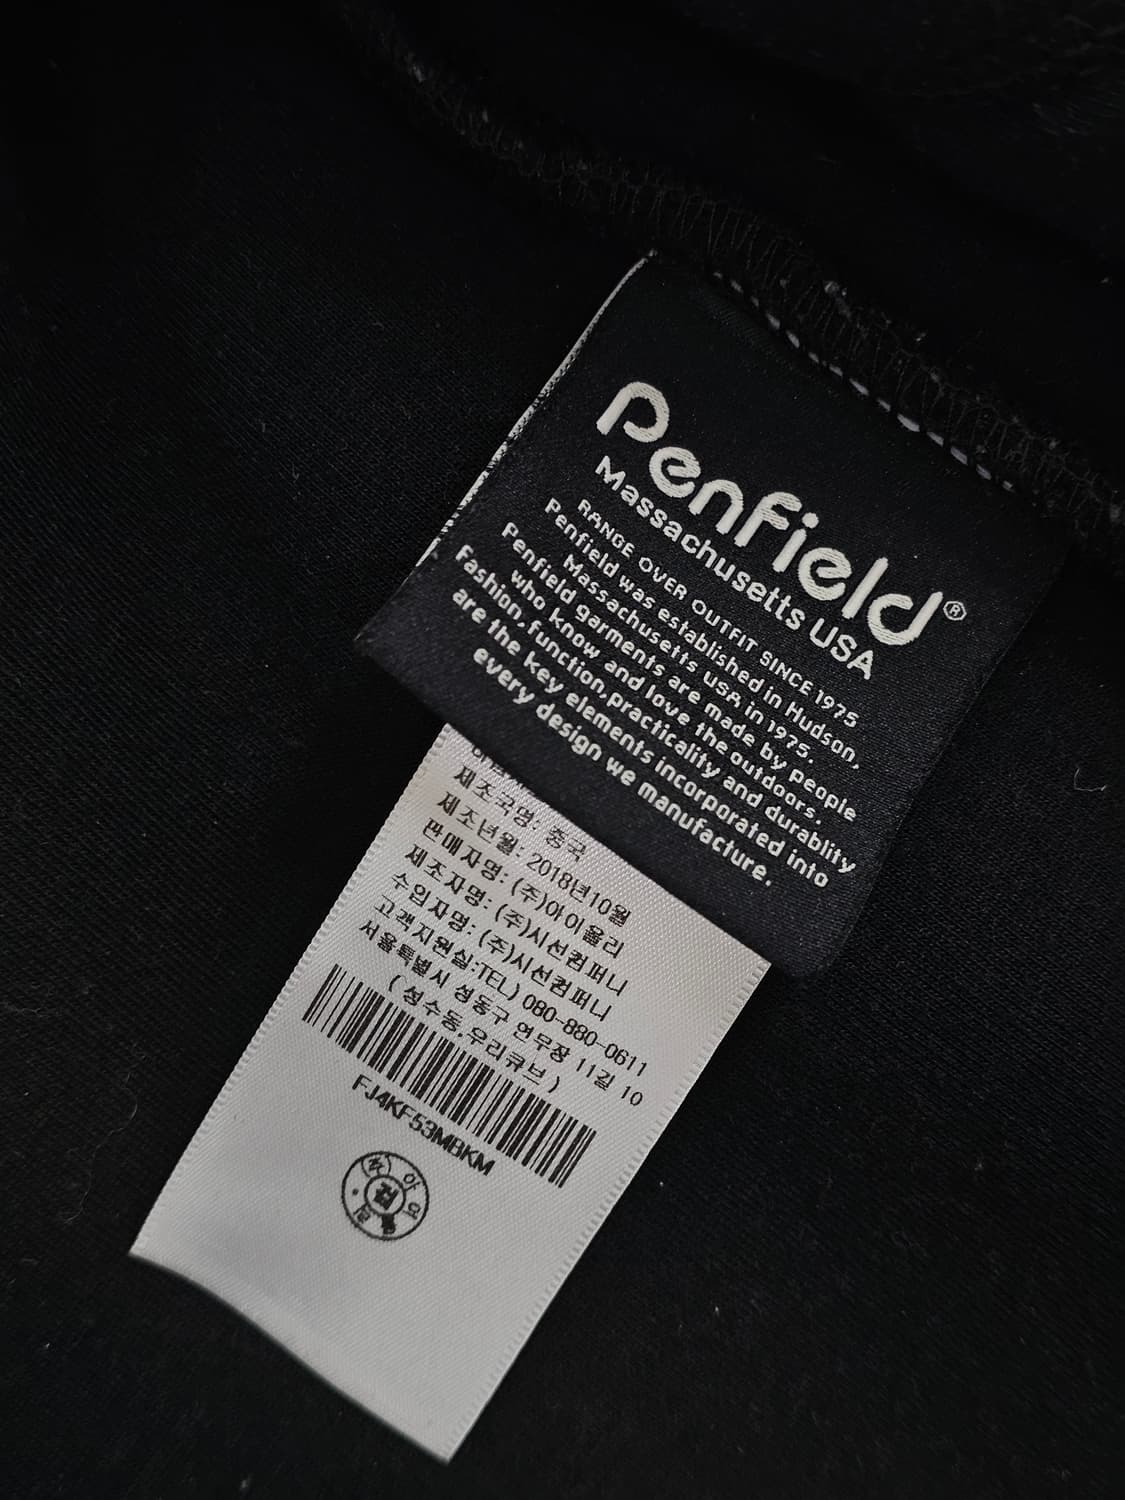 Penfield®
Massachusetts USA
RANGE OVER OUTFIT SINCE 1975
Penfield was established in Hudson,
Massachusetts USA in 1975.
Penfield garments are made by people
who know and love the outdoors.
Fashion,function,practicality and durablity
are the key elements incorporated into
every design we manufacture.
제조국명: 중국
제조년월: 2018년10월
판매자명: (주)아이올리
제조자명: (주)시선컴퍼니
수입자명: (주)시선컴퍼니
고객지원실:TEL) 080-880-0611
서울특별시 성동구 연무장 11길 10
( 성수동,우리큐브 )
FJ4KF53MBKM
(주)아
검